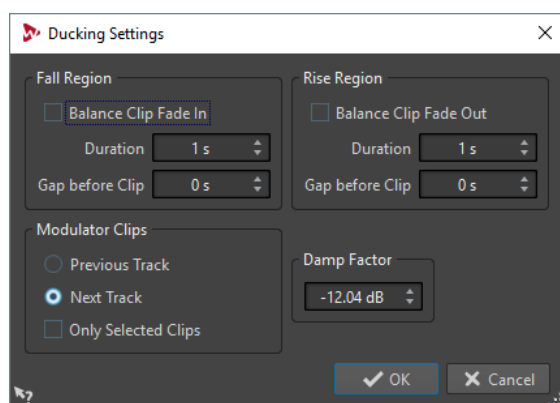 Ducking Settings
Fall Region
Balance Clip Fade In
Duration 1 s
Gap before Clip 0 s
Rise Region
Balance Clip Fade Out
Duration 1 s
Gap before Clip 0 s
Modulator Clips
Previous Track
Next Track
Only Selected Clips
Damp Factor
-12.04 dB
OK
Cancel
?